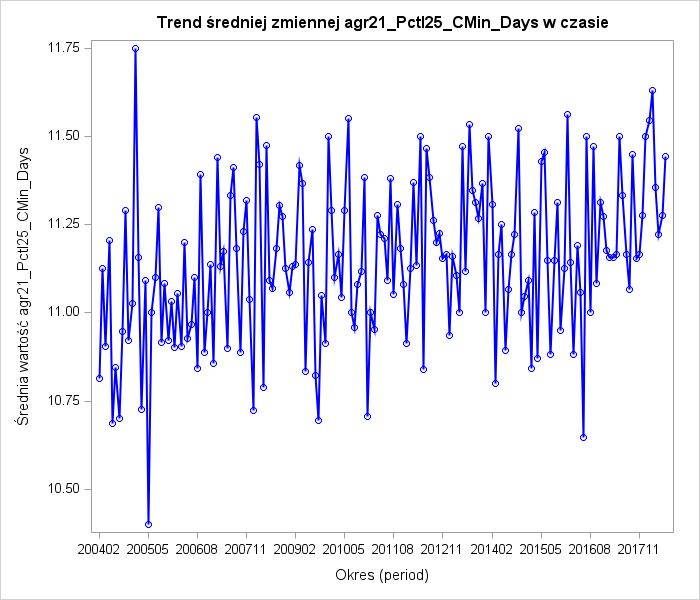 Trend średniej zmiennej agr21_Pctl25_CMin_Days w czasie
11.75
11.50
11.25
11.00
10.75
10.50
Średnia wartość agr21_Pctl25_CMin_Days
200402 200505 200608 200711 200902 201005 201108 201211 201402 201505 201608 201711
Okres (period)